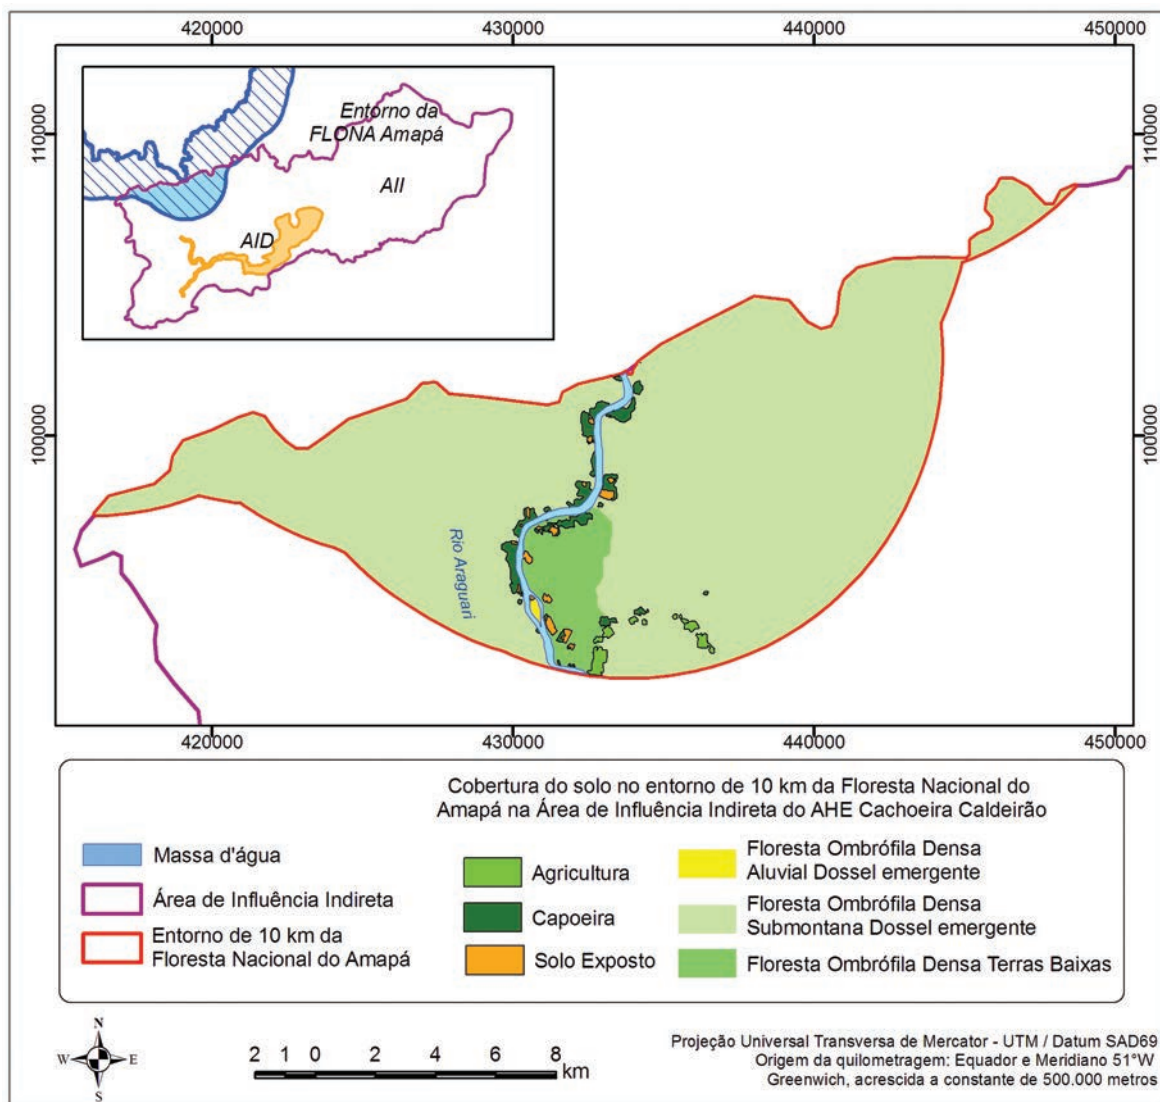 420000
430000
440000
450000
110000
110000
Entorno da
FLONA Amapá
AII
AID
100000
100000
Rio Araguari
420000
430000
440000
450000
Cobertura do solo no entorno de 10 km da Floresta Nacional do
Amapá na Área de Influência Indireta do AHE Cachoeira Caldeirão
Massa d'água
Área de Influência Indireta
Entorno de 10 km da
Floresta Nacional do Amapá
Agricultura
Capoeira
Solo Exposto
Floresta Ombrófila Densa
Aluvial Dossel emergente
Floresta Ombrófila Densa
Submontana Dossel emergente
Floresta Ombrófila Densa Terras Baixas
N
W E
S
2 1 0 2 4 6 8
km
Projeção Universal Transversa de Mercator - UTM / Datum SAD69
Origem da quilometragem: Equador e Meridiano 51°W
Greenwich, acrescida a constante de 500.000 metros